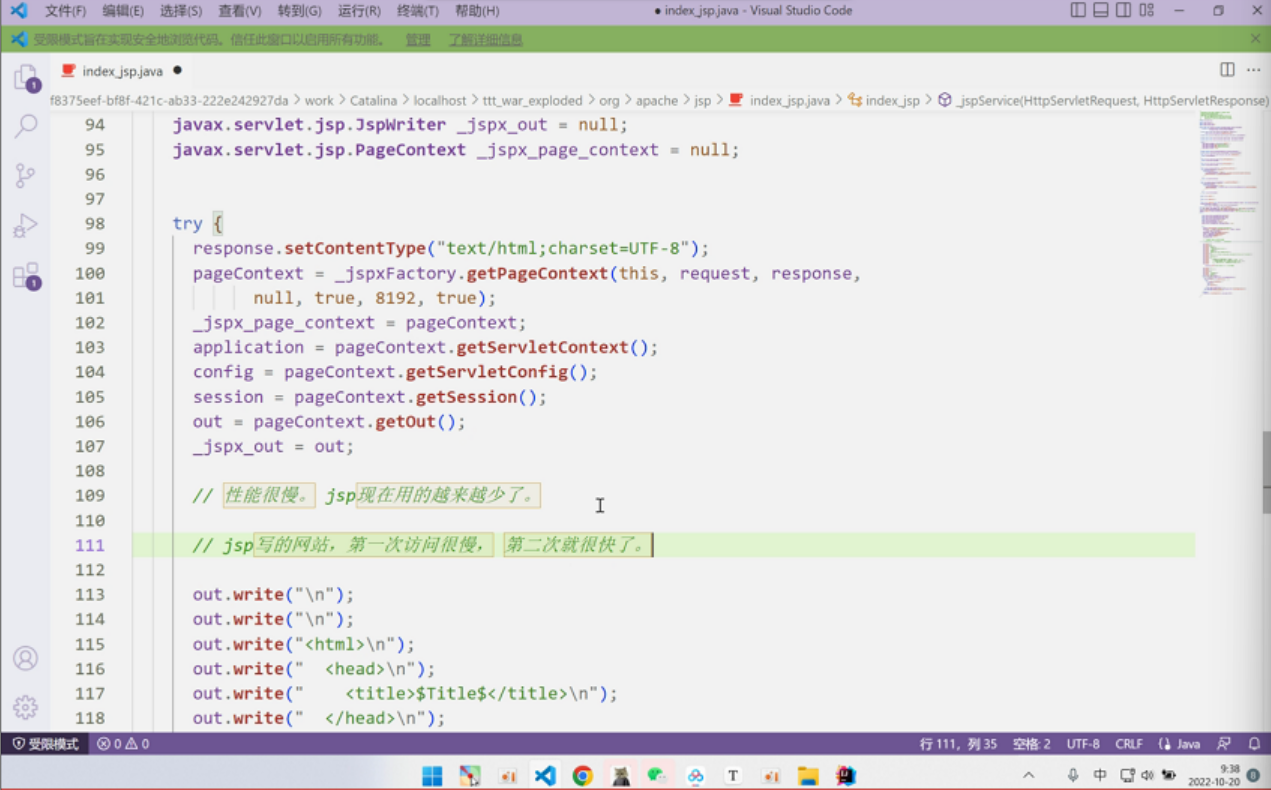 文件(F) 编辑(E) 选择(S) 查看(V) 转到(G) 运行(R) 终端(T) 帮助(H) ● index_jsp.java - Visual Studio Code
受限模式旨在实现安全地浏览代码。信任此窗口以启用所有功能。 管理 了解详细信息
index_jsp.java ●
f8375eef-bf8f-421c-ab33-222e242927da > work > Catalina > localhost > ttt_war_exploded > org > apache > jsp > index_jsp.java > index_jsp > _jspService(HttpServletRequest, HttpServletResponse)
94 javax.servlet.jsp.JspWriter _jspx_out = null;
95 javax.servlet.jsp.PageContext _jspx_page_context = null;
96
97
98 try {
99 response.setContentType("text/html;charset=UTF-8");
100 pageContext = _jspxFactory.getPageContext(this, request, response,
101 null, true, 8192, true);
102 _jspx_page_context = pageContext;
103 application = pageContext.getServletContext();
104 config = pageContext.getServletConfig();
105 session = pageContext.getSession();
106 out = pageContext.getOut();
107 _jspx_out = out;
108
109 // 性能很慢。 jsp现在用的越来越少了。
110
111 // jsp写的网站，第一次访问很慢， 第二次就很快了。
112
113 out.write("\n");
114 out.write("\n");
115 out.write("<html>\n");
116 out.write("  <head>\n");
117 out.write("    <title>$Title$</title>\n");
118 out.write("  </head>\n");
受限模式 0 0 行 111，列 35 空格: 2 UTF-8 CRLF Java
T 中 9:38
2022-10-20